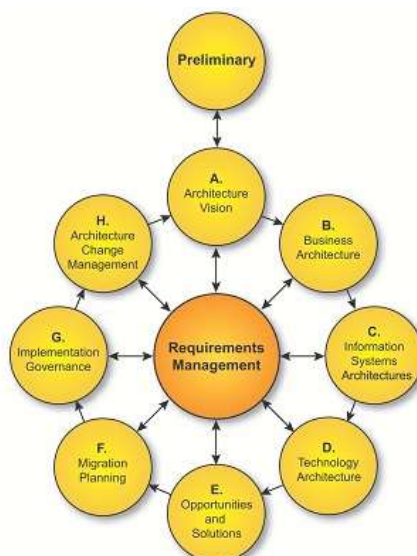 Preliminary
A.
Architecture
Vision
B.
Business
Architecture
C.
Information
Systems
Architectures
D.
Technology
Architecture
E.
Opportunities
and
Solutions
F.
Migration
Planning
G.
Implementation
Governance
H.
Architecture
Change
Management
Requirements
Management